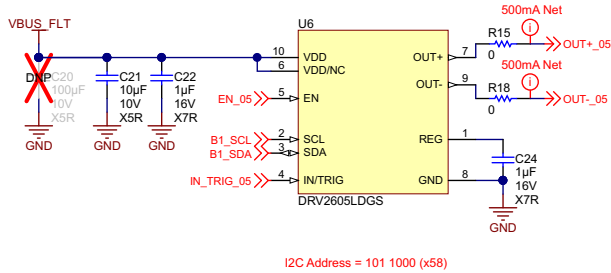 500mA Net
VBUS_FLT
U6
i
R15
10 VDD OUT+ 7 OUT+_05
0
6 VDD/NC
DNP C20 C21 C22
500mA Net
100µF 10µF 1µF
i
10V 10V 16V
R18
X5R X5R X7R
OUT- 9 OUT-_05
EN_05 5 EN
0
GND GND GND
B1_SCL 2 SCL REG 1
B1_SDA 3 SDA
C24
1µF
IN_TRIG_05 4 IN/TRIG GND 8
16V
X7R
DRV2605LDGS
GND
I2C Address = 101 1000 (x58)